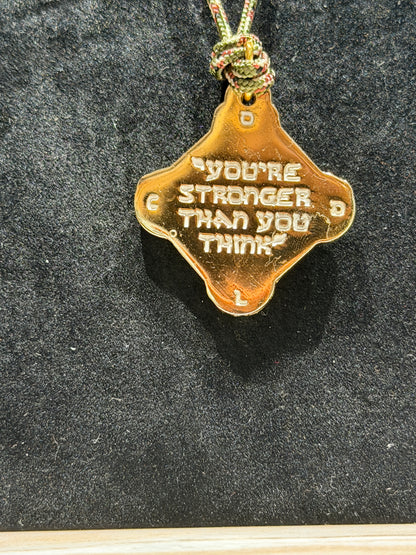 O
"YOU'RE
STRONGER
C THAN YOU D
THINK"
L